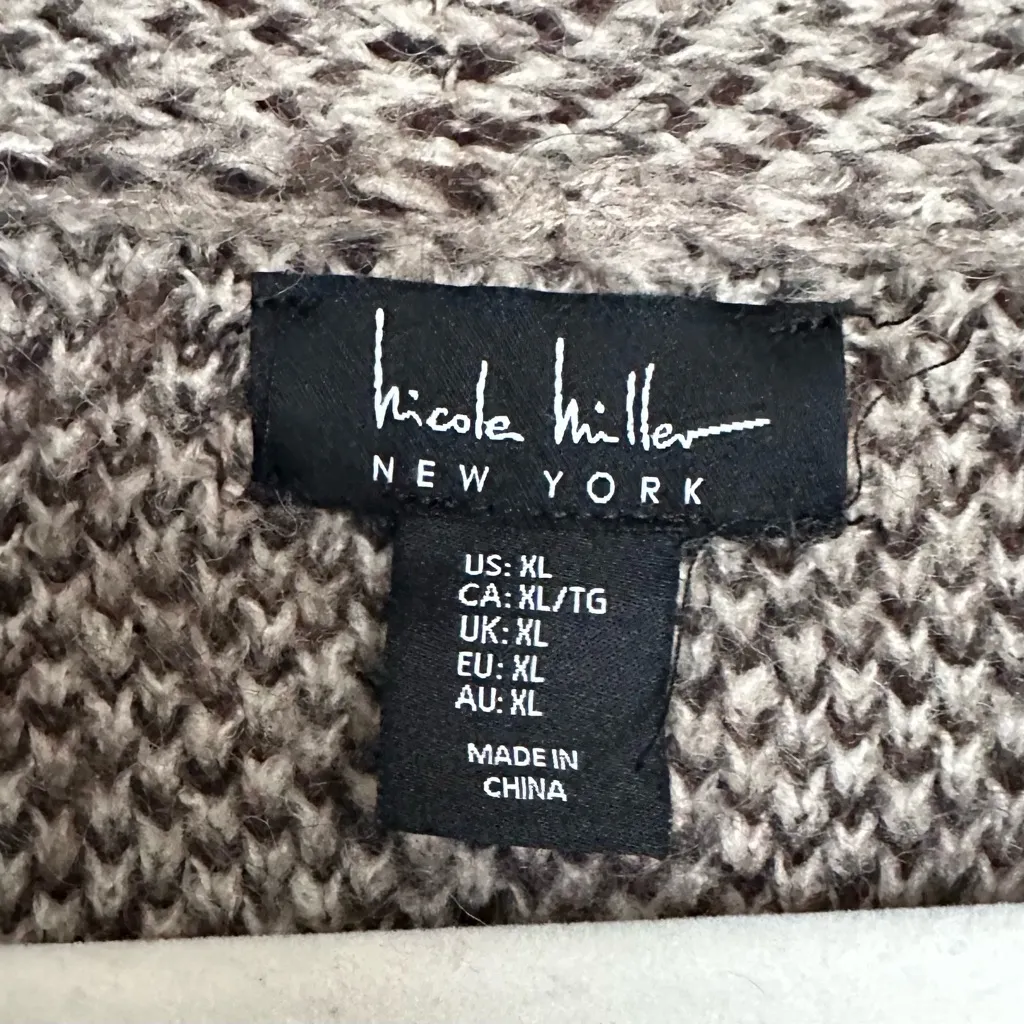 Nicole Miller
NEW YORK
US: XL
CA: XL/TG
UK: XL
EU: XL
AU: XL
MADE IN
CHINA